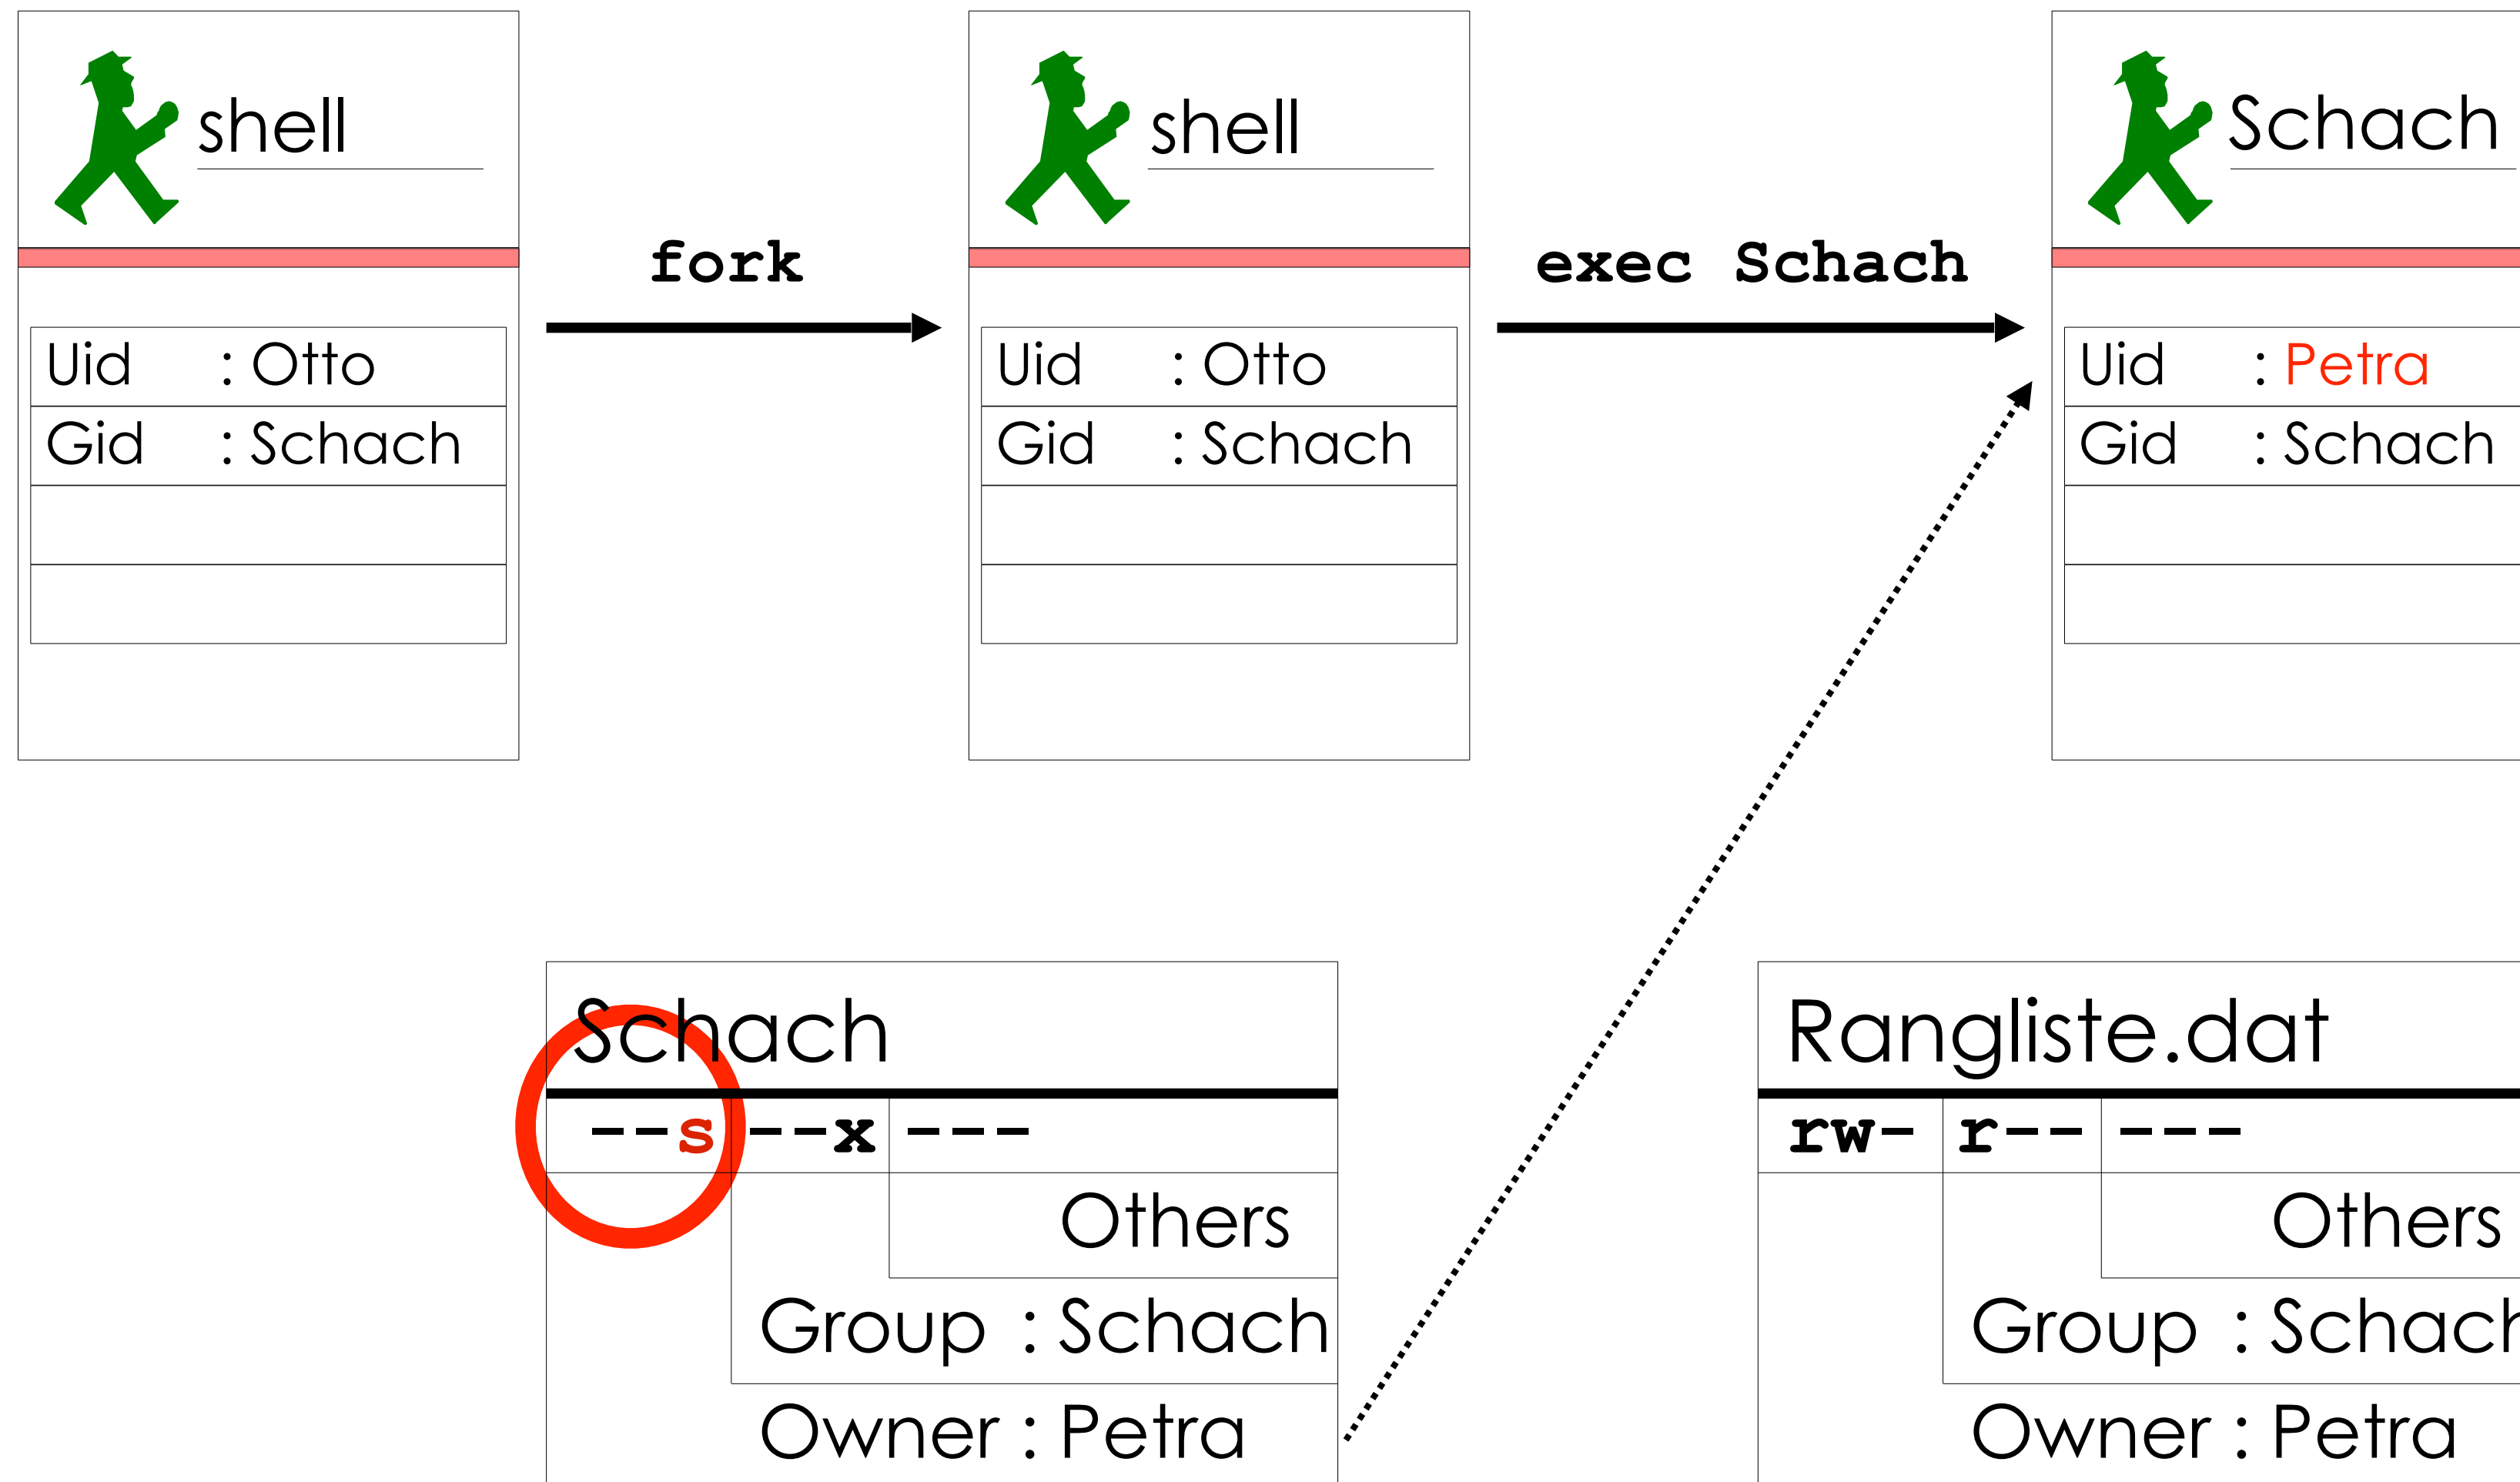 shell
Uid : Otto
Gid : Schach
fork
shell
Uid : Otto
Gid : Schach
exec Schach
Schach
Uid : Petra
Gid : Schach
Schach
--s --x ---
Others
Group : Schach
Owner : Petra
Rangliste.dat
rw- r-- ---
Others
Group : Schach
Owner : Petra